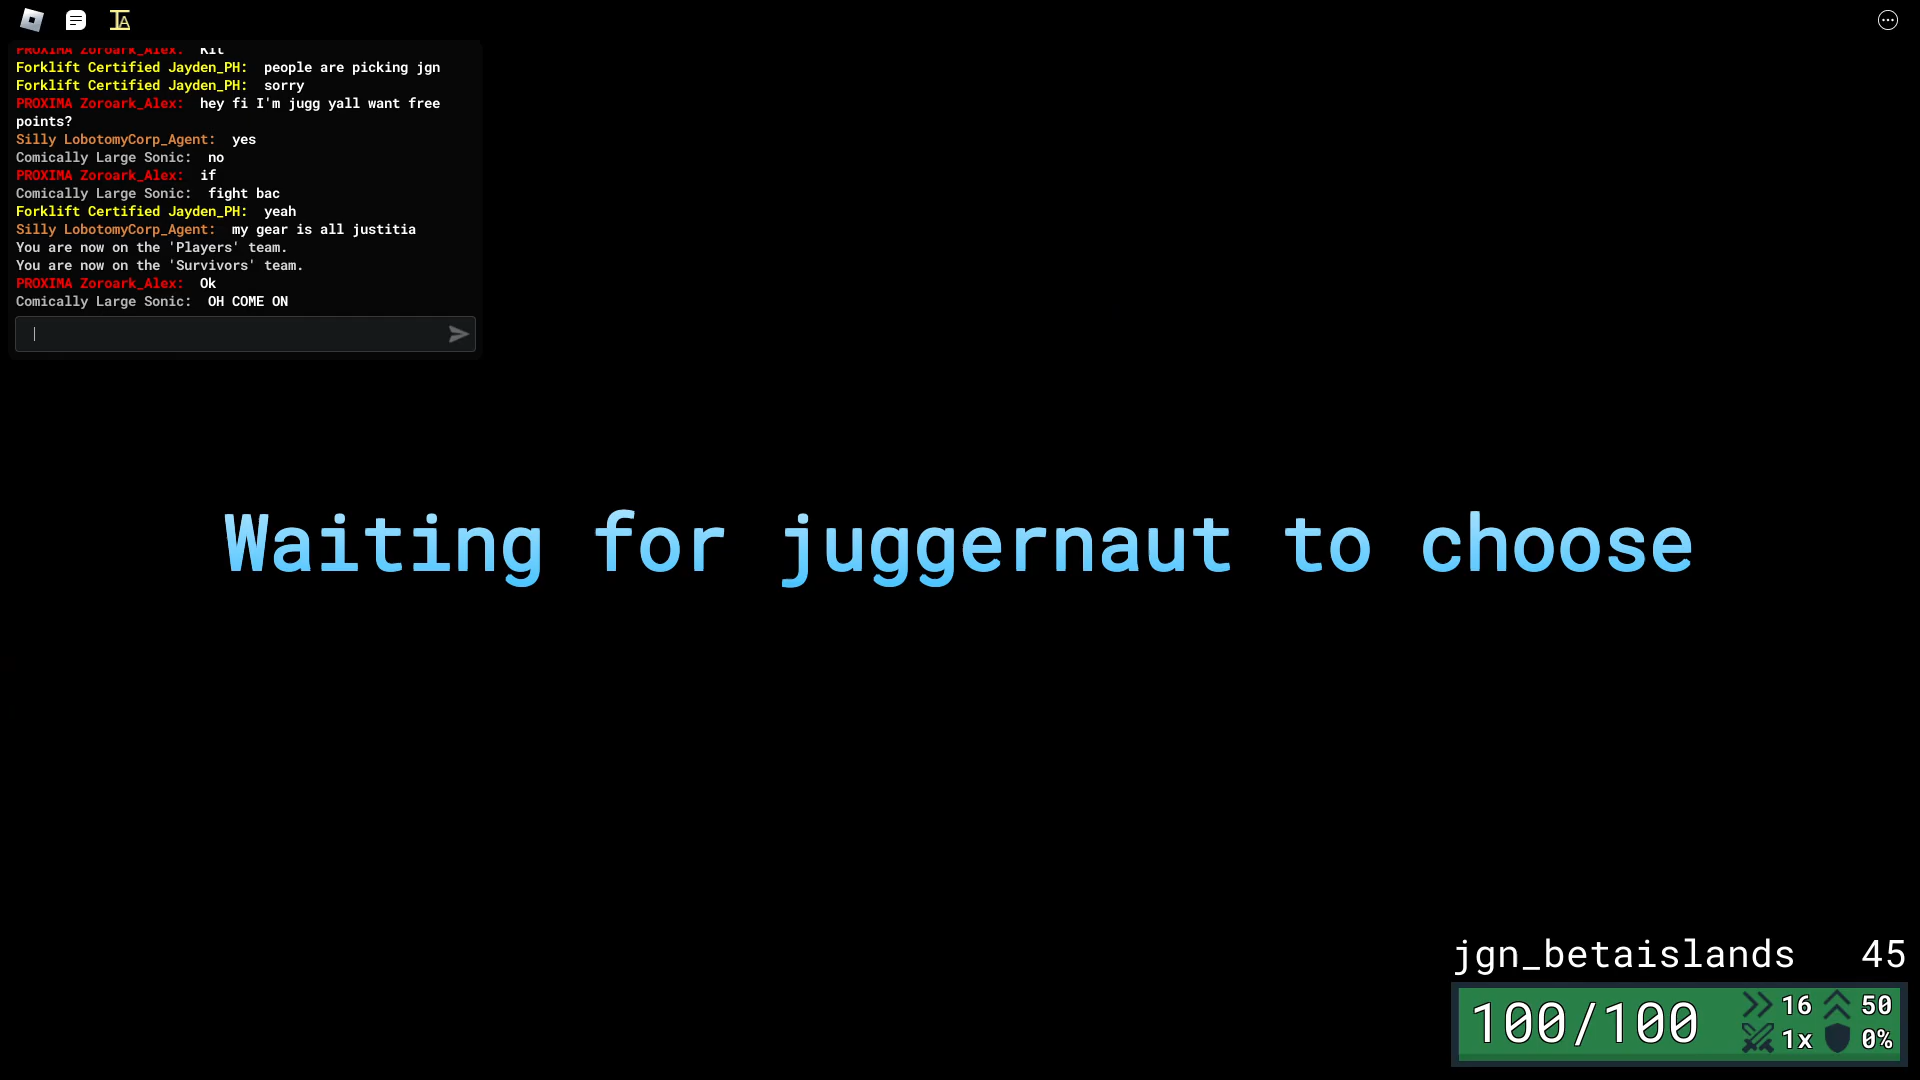 PROXIMA Zoroark_Alex: Kit
Forklift Certified Jayden_PH: people are picking jgn
Forklift Certified Jayden_PH: sorry
PROXIMA Zoroark_Alex: hey fi I'm jugg yall want free
points?
Silly LobotomyCorp_Agent: yes
Comically Large Sonic: no
PROXIMA Zoroark_Alex: if
Comically Large Sonic: fight bac
Forklift Certified Jayden_PH: yeah
Silly LobotomyCorp_Agent: my gear is all justitia
You are now on the 'Players' team.
You are now on the 'Survivors' team.
PROXIMA Zoroark_Alex: Ok
Comically Large Sonic: OH COME ON
Waiting for juggernaut to choose
jgn_betaislands 45
100/100 16 50
1x 0%